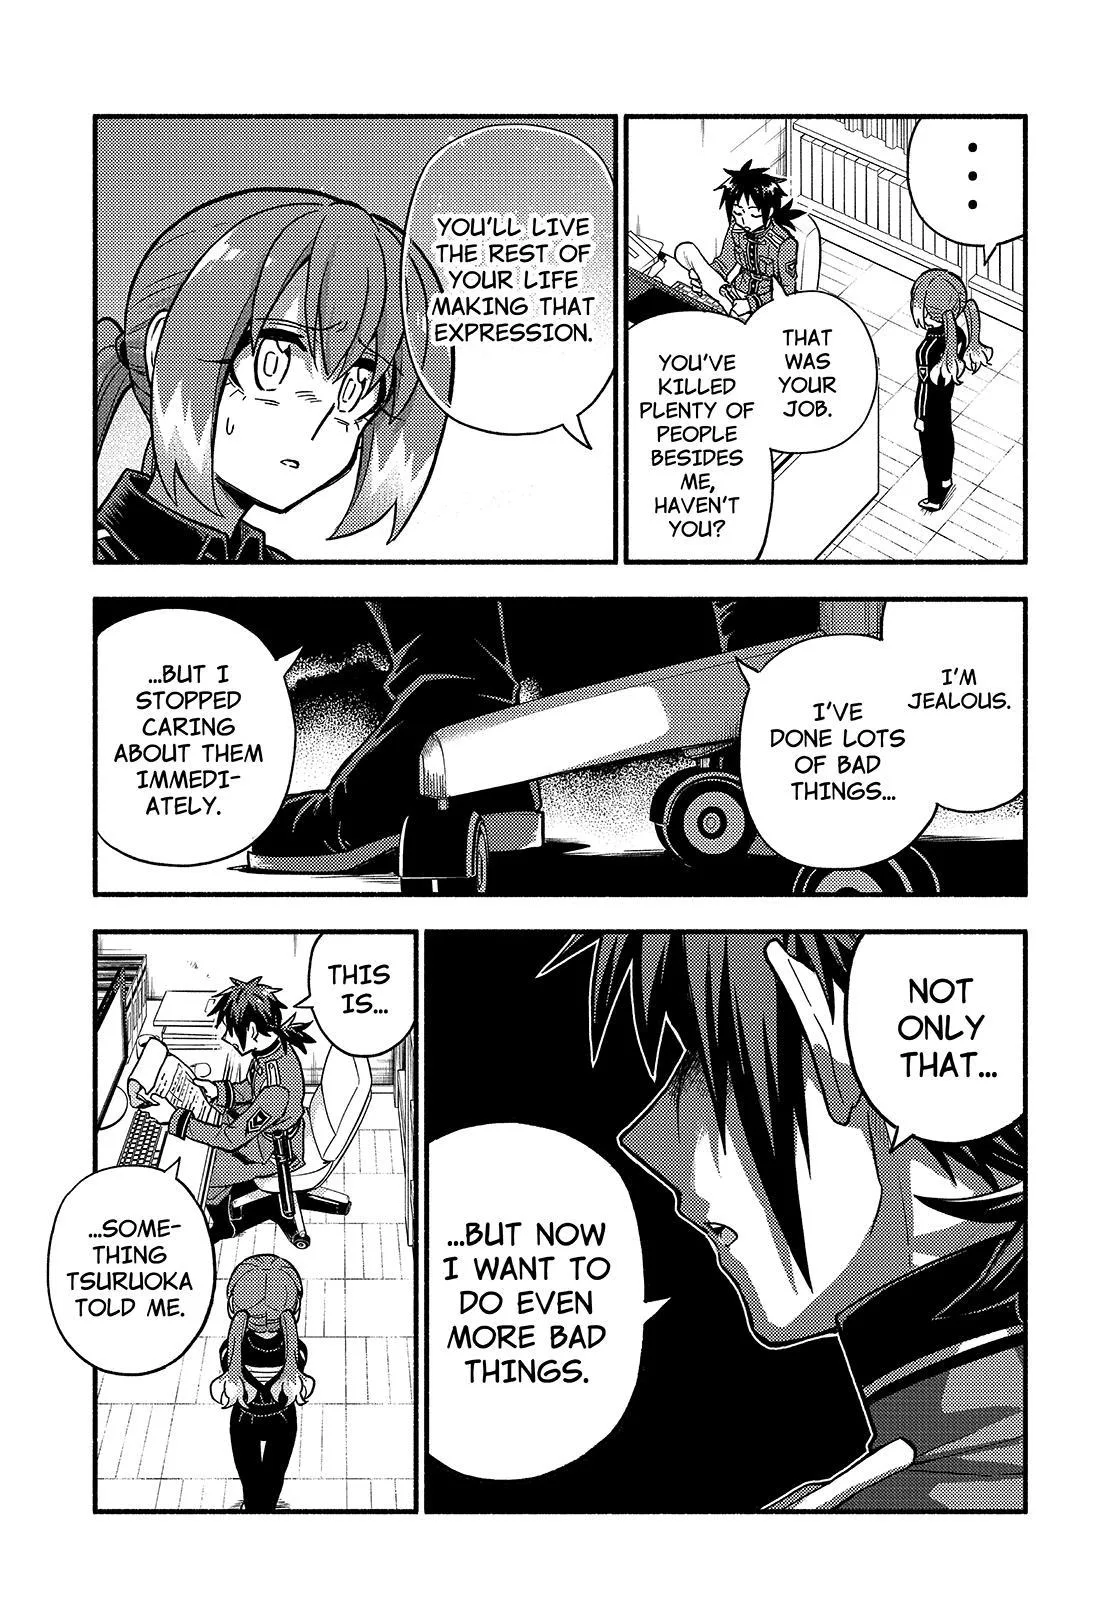 ...
YOU'VE
KILLED
PLENTY OF
PEOPLE
BESIDES
ME,
HAVEN'T
YOU?
THAT
WAS
YOUR
JOB.
YOU'LL LIVE
THE REST OF
YOUR LIFE
MAKING THAT
EXPRESSION.
I'M
JEALOUS.
I'VE
DONE LOTS
OF BAD
THINGS...
...BUT I
STOPPED
CARING
ABOUT THEM
IMMEDI-
ATELY.
NOT
ONLY
THAT...
...BUT NOW
I WANT TO
DO EVEN
MORE BAD
THINGS.
THIS
IS...
...SOME-
THING
TSURUOKA
TOLD ME.